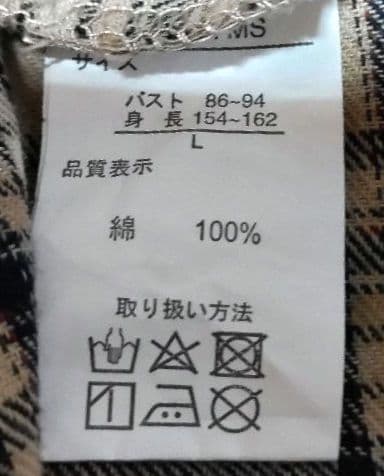 MS
サイズ
バスト 86~94
身長 154~162
L
品質表示
綿 100%
取り扱い方法